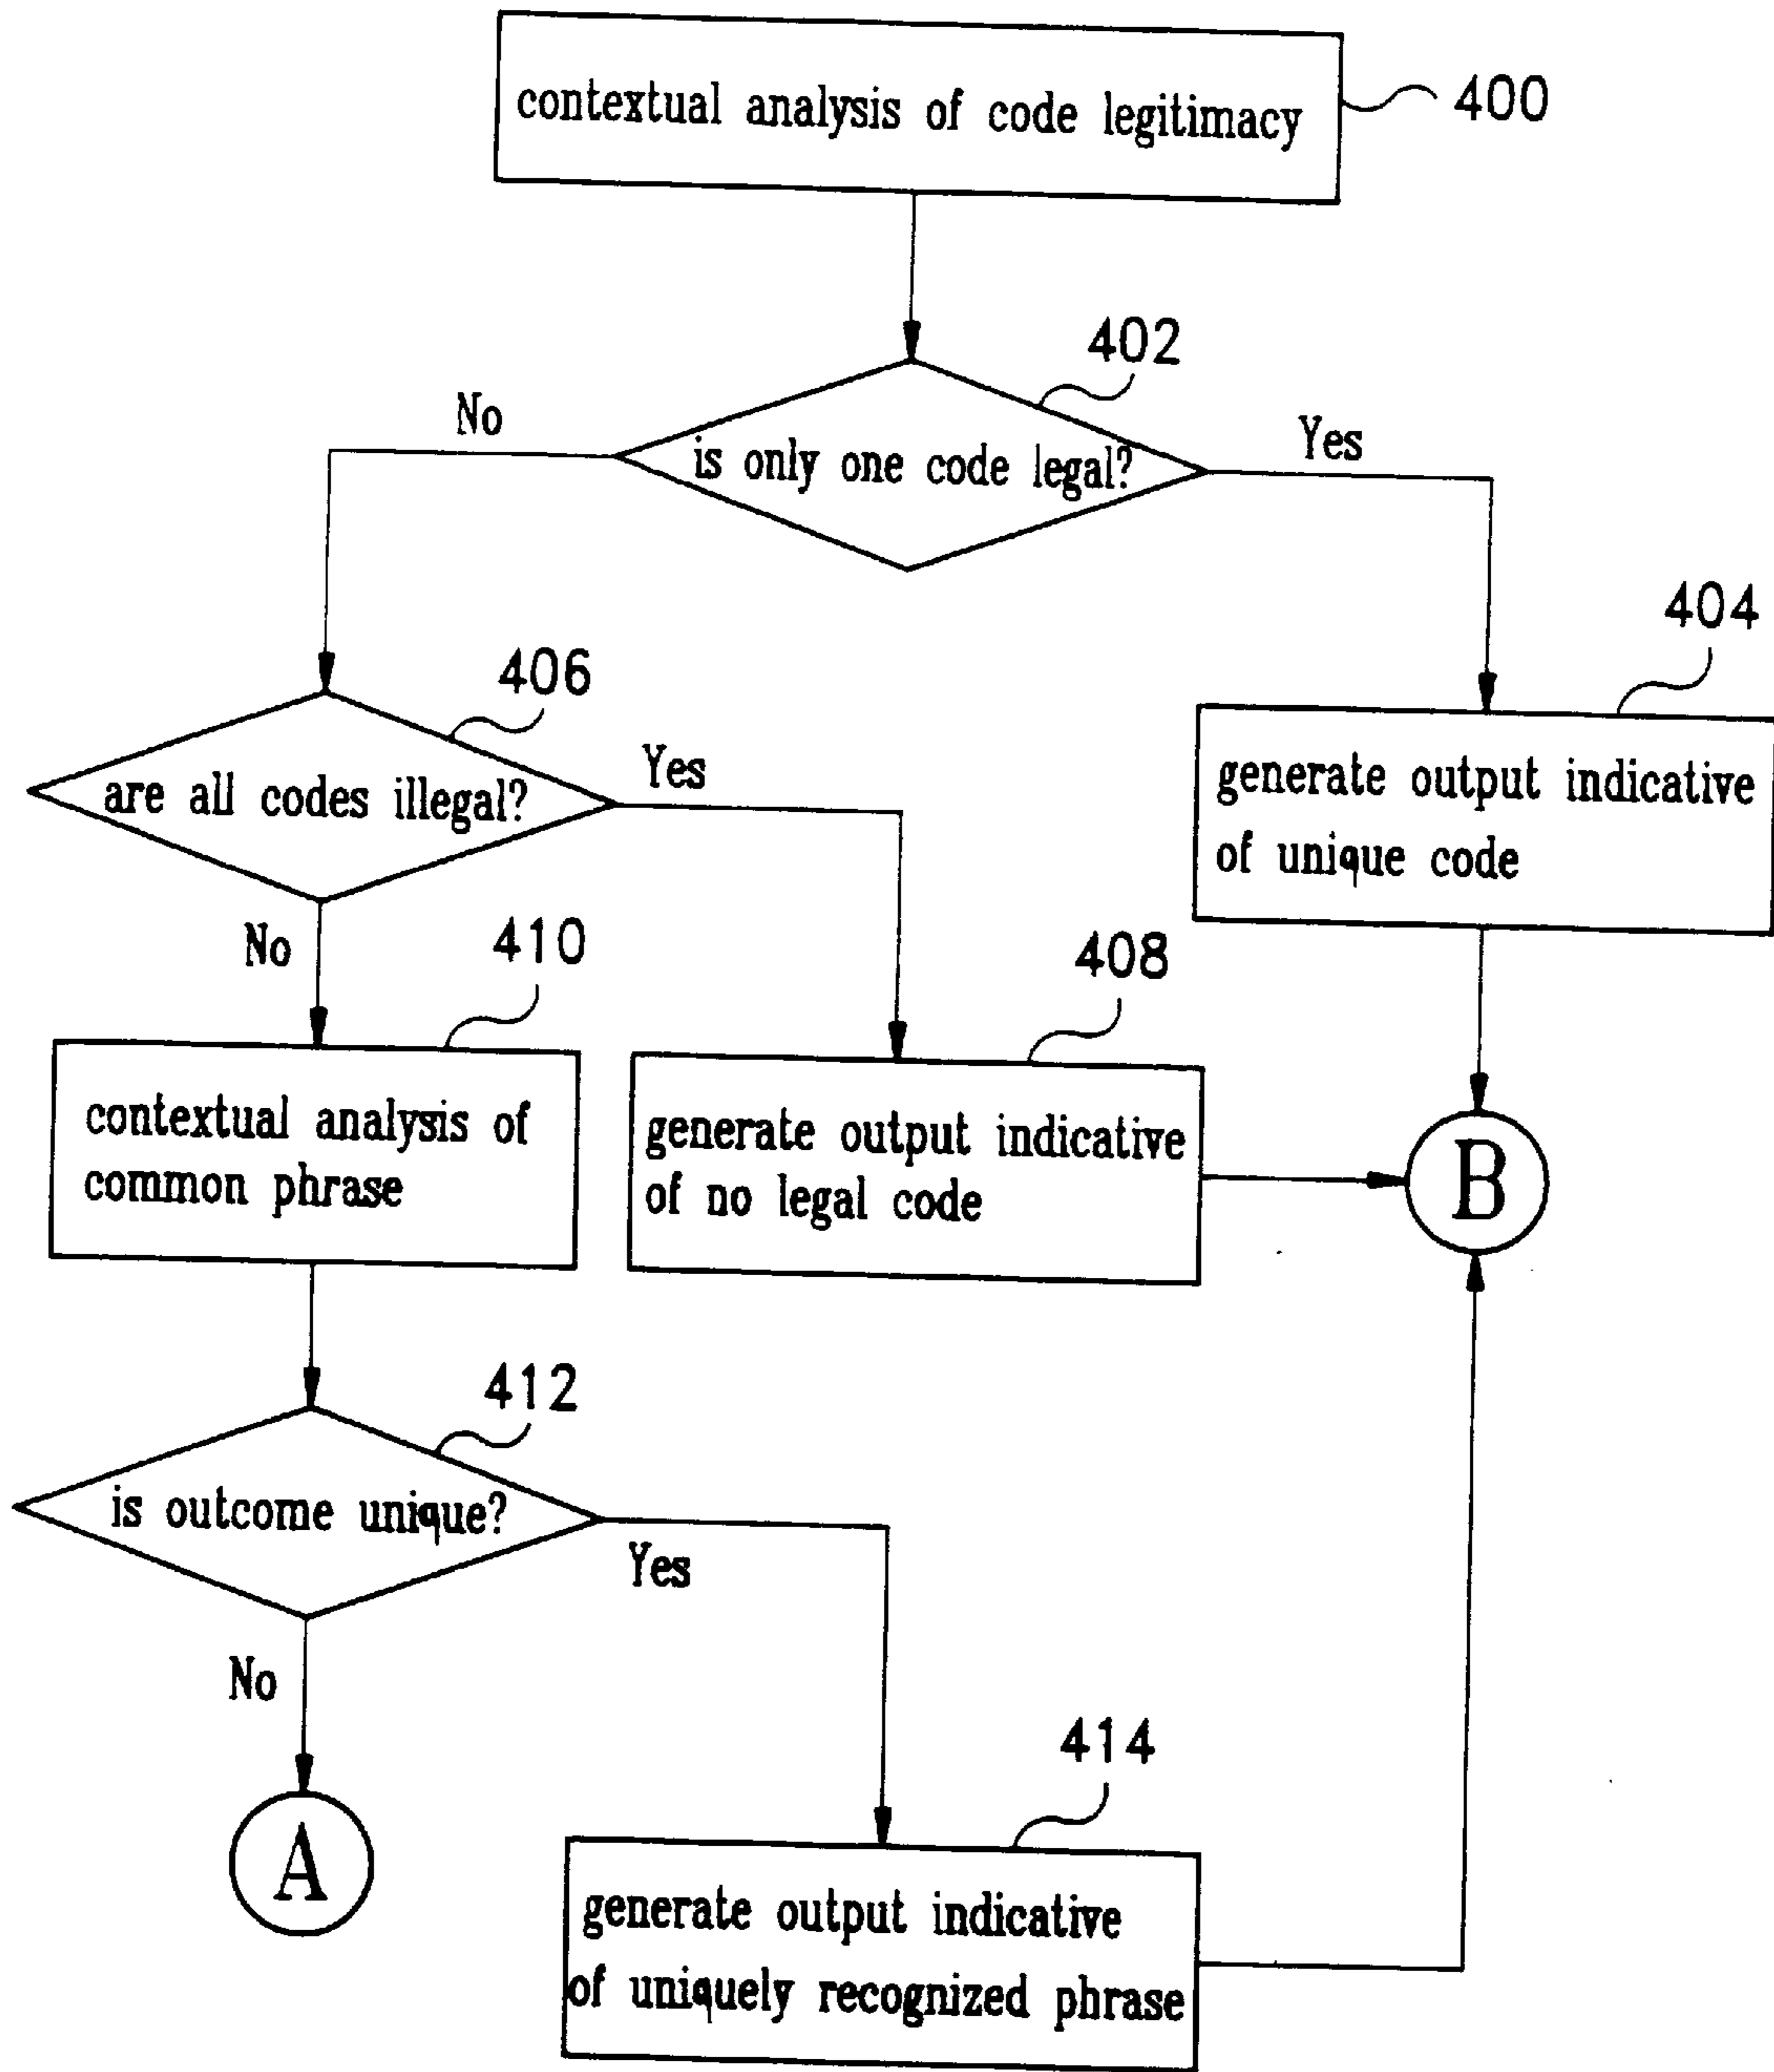 contextual analysis of code legitimacy
400
402
No
Yes
is only one code legal?
404
406
Yes
are all codes illegal?
generate output indicative
of unique code
No
410
408
contextual analysis of
common phrase
generate output indicative
of no legal code
B
412
is outcome unique?
Yes
No
414
A
generate output indicative
of uniquely recognized phrase